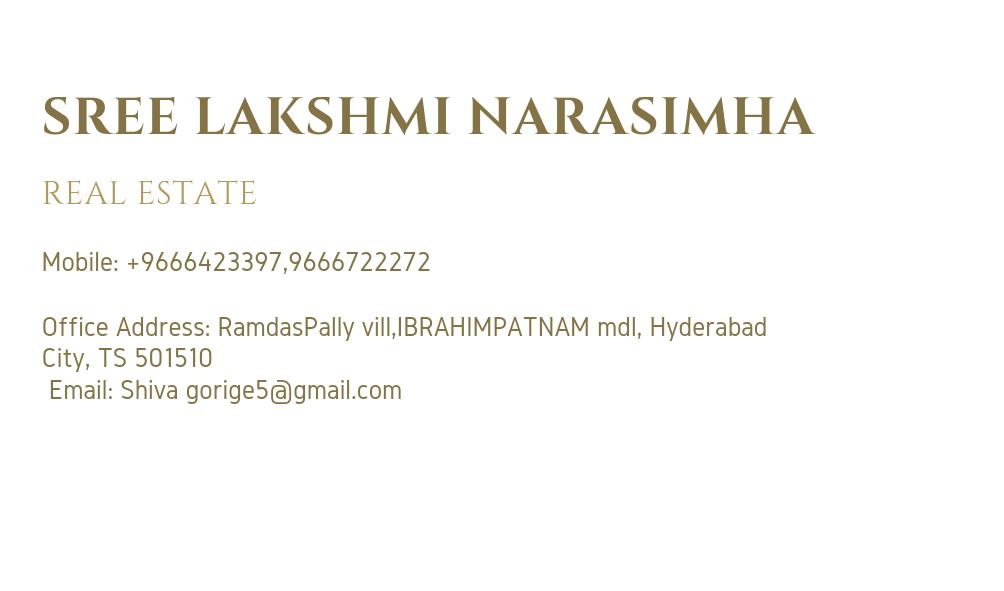 SREE LAKSHMI NARASIMHA
REAL ESTATE
Mobile: +9666423397,9666722272
Office Address: RamdasPally vill,IBRAHIMPATNAM mdl, Hyderabad
City, TS 501510
Email: Shiva gorige5@gmail.com